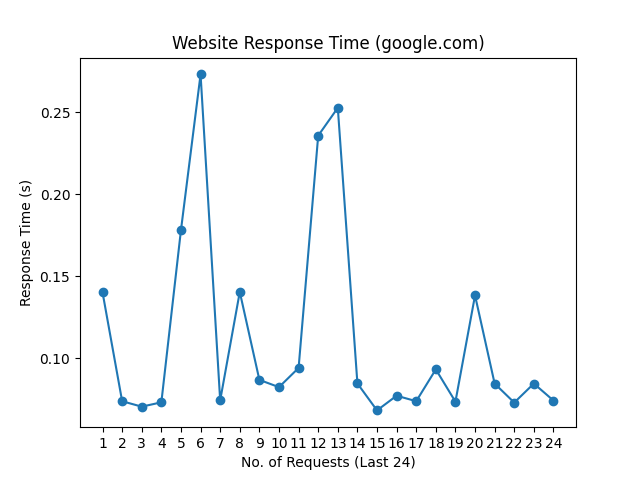 Website Response Time (google.com)
Response Time (s)
0.25
0.20
0.15
0.10
1 2 3 4 5 6 7 8 9 10 11 12 13 14 15 16 17 18 19 20 21 22 23 24
No. of Requests (Last 24)